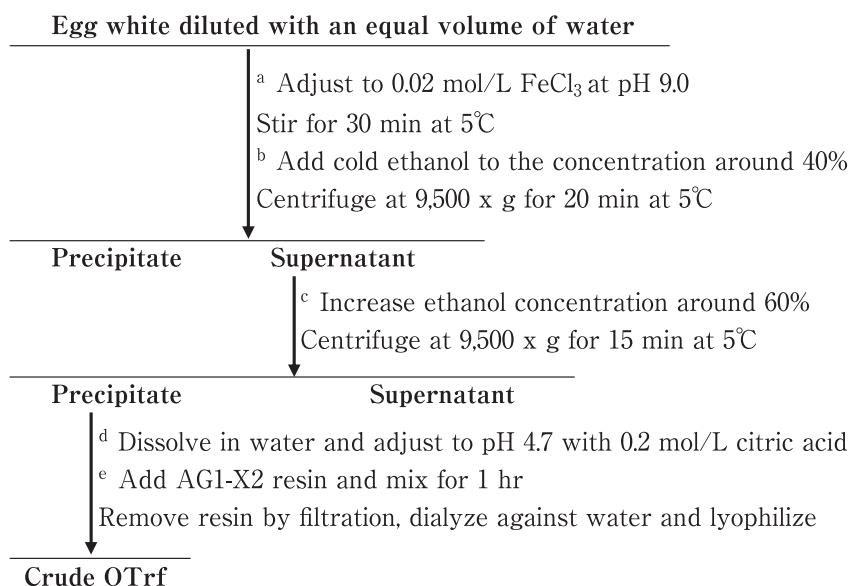 Egg white diluted with an equal volume of water
a Adjust to 0.02 mol/L FeCl3 at pH 9.0
Stir for 30 min at 5℃
b Add cold ethanol to the concentration around 40%
Centrifuge at 9,500 x g for 20 min at 5℃
Precipitate Supernatant
c Increase ethanol concentration around 60%
Centrifuge at 9,500 x g for 15 min at 5℃
Precipitate Supernatant
d Dissolve in water and adjust to pH 4.7 with 0.2 mol/L citric acid
e Add AG1-X2 resin and mix for 1 hr
Remove resin by filtration, dialyze against water and lyophilize
Crude OTrf